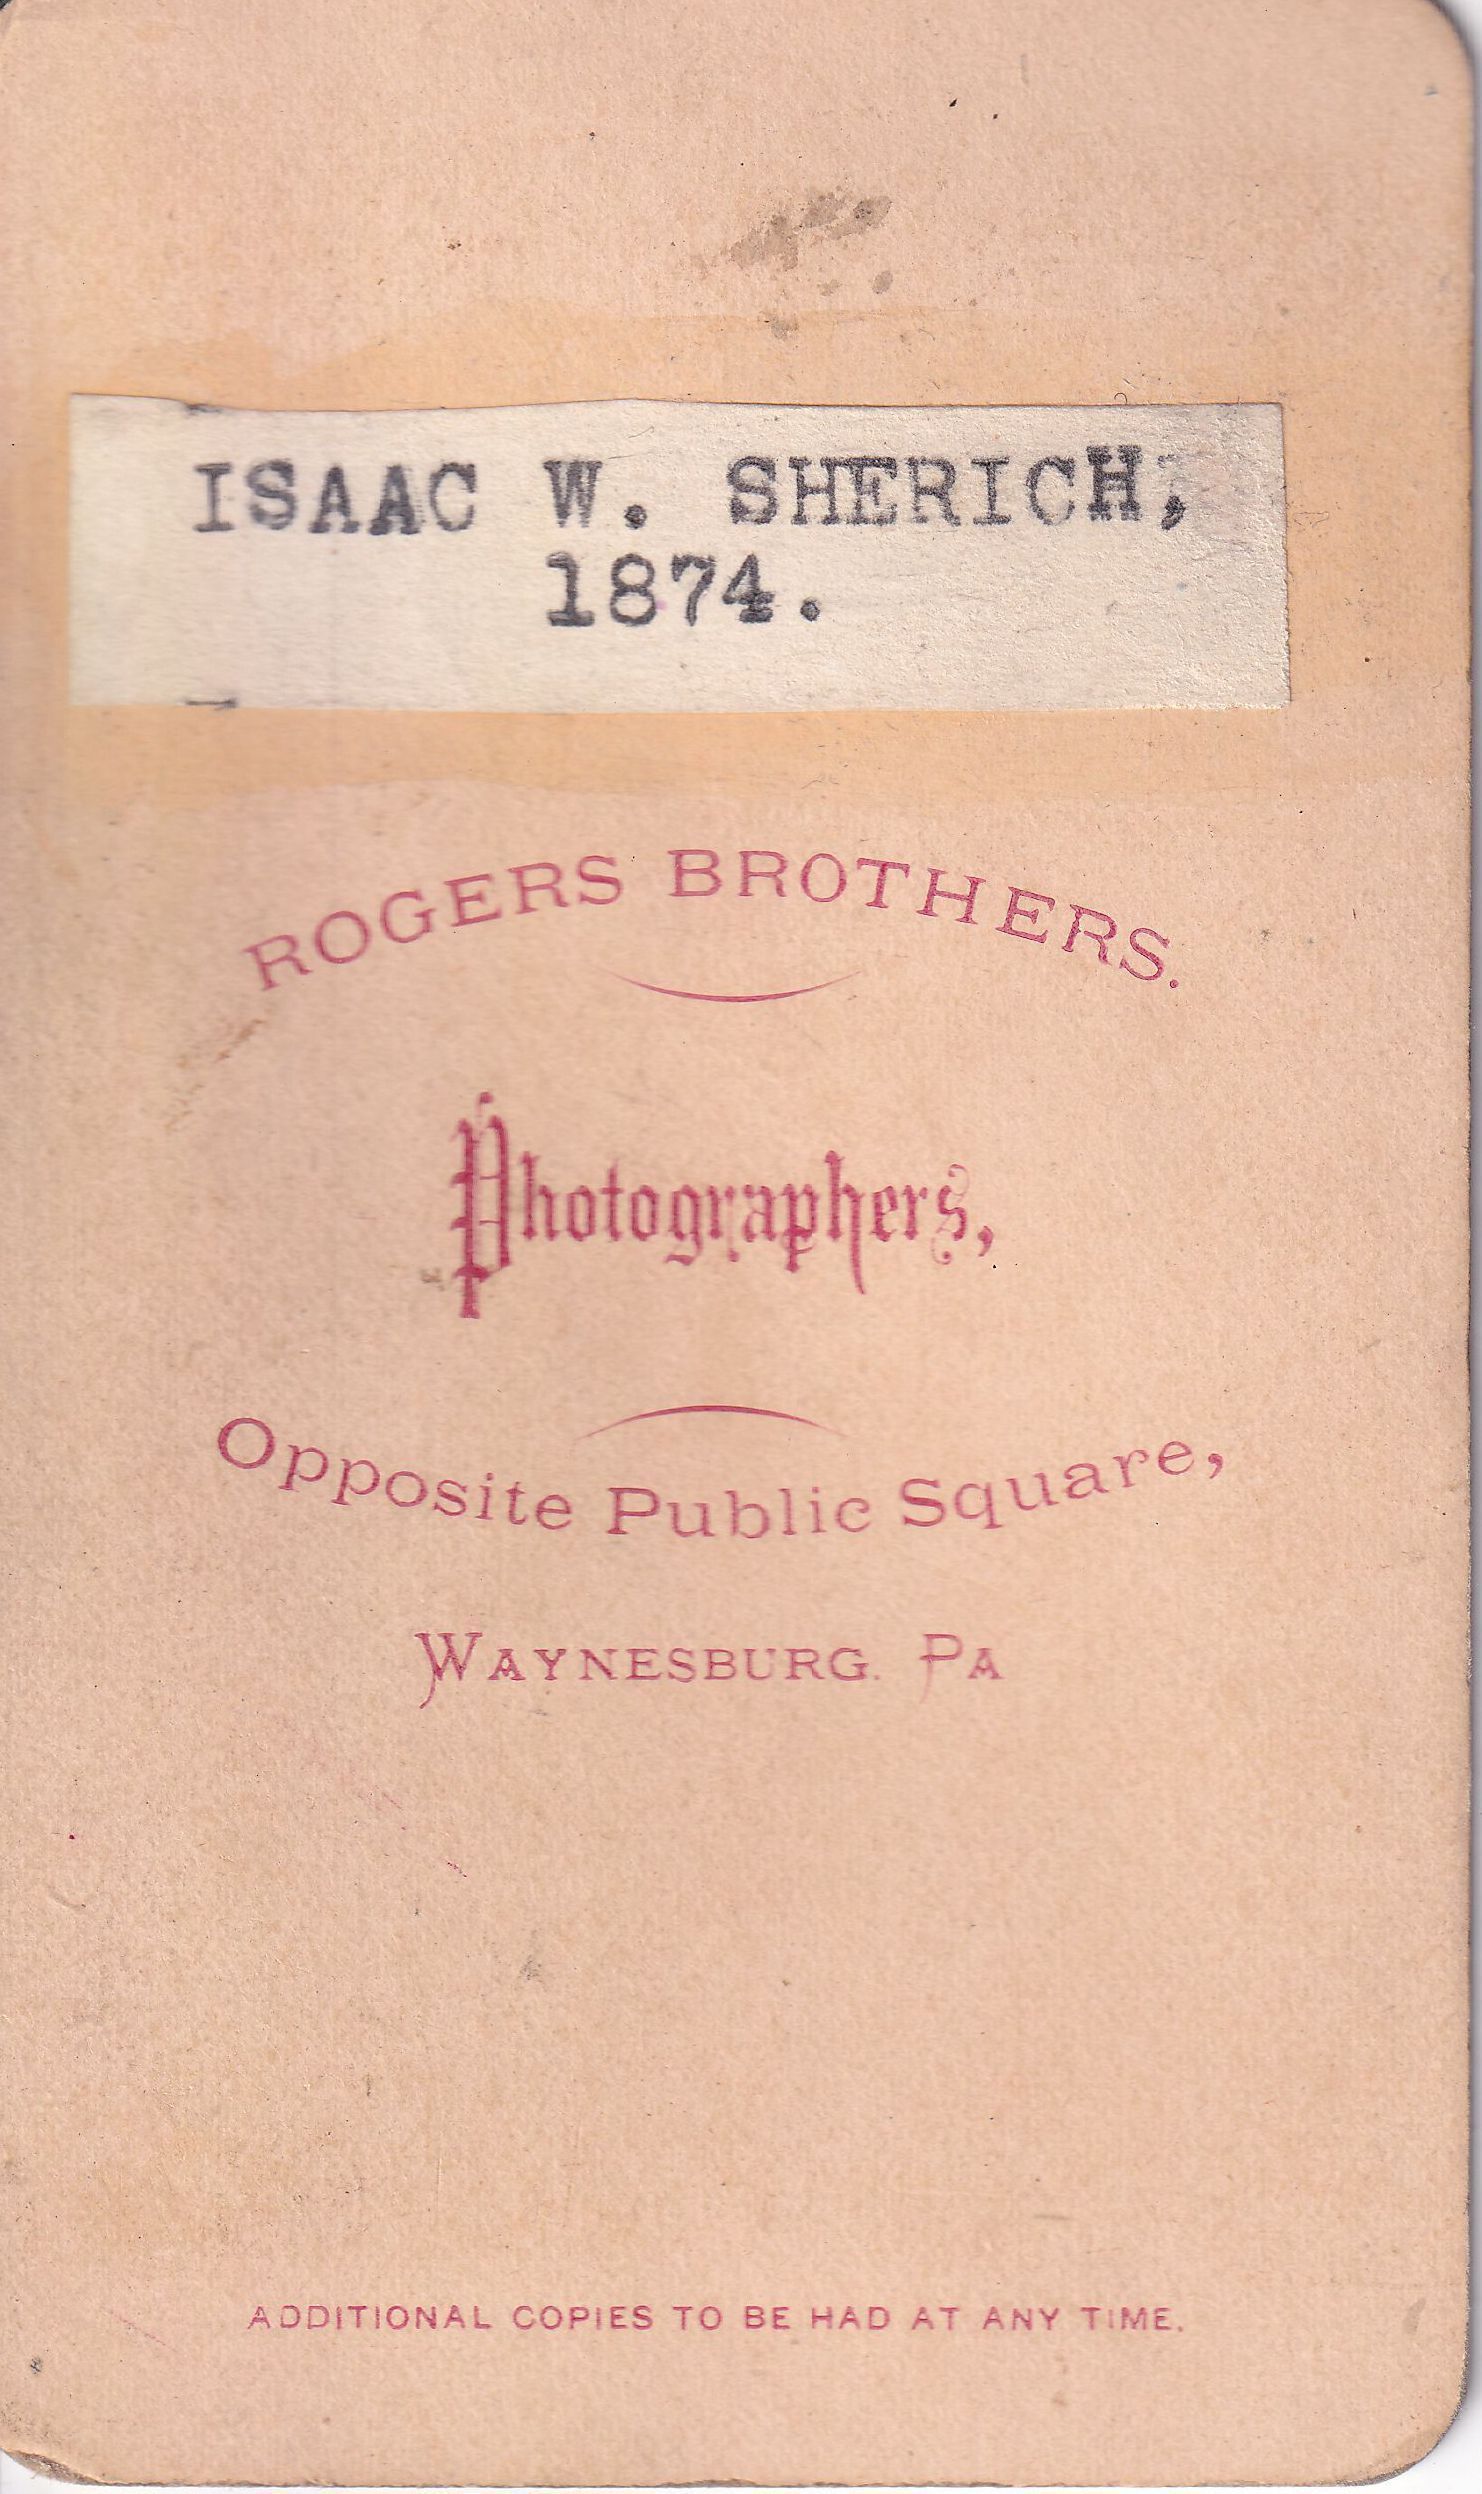 ISAAC W. SHERICH,
1874.
ROGERS BROTHERS.
Photographers,
Opposite Public Square,
WAYNESBURG. PA
ADDITIONAL COPIES TO BE HAD AT ANY TIME.